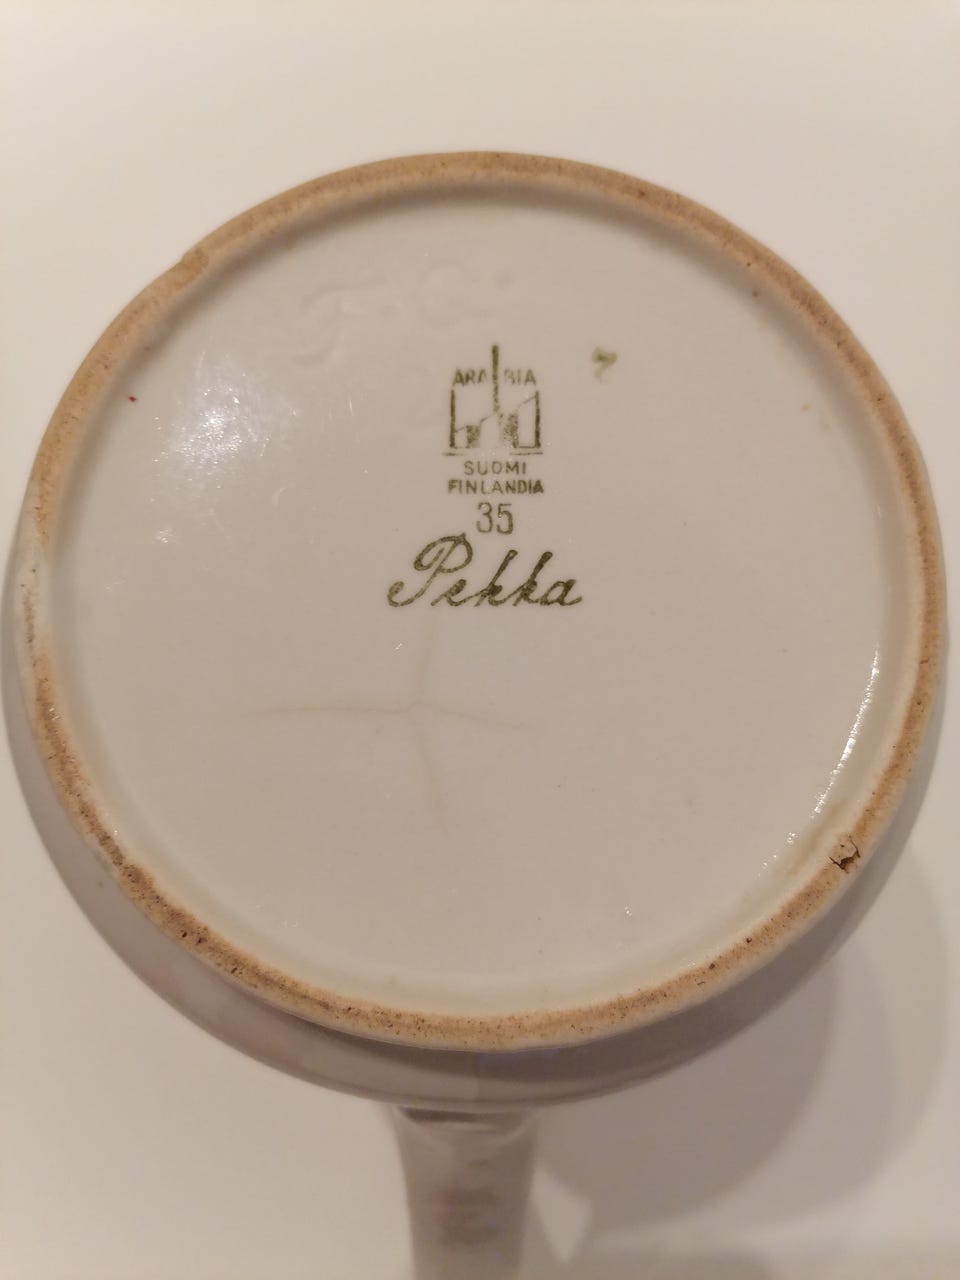 ARABIA
SUOMI
FINLANDIA
35
Pekka